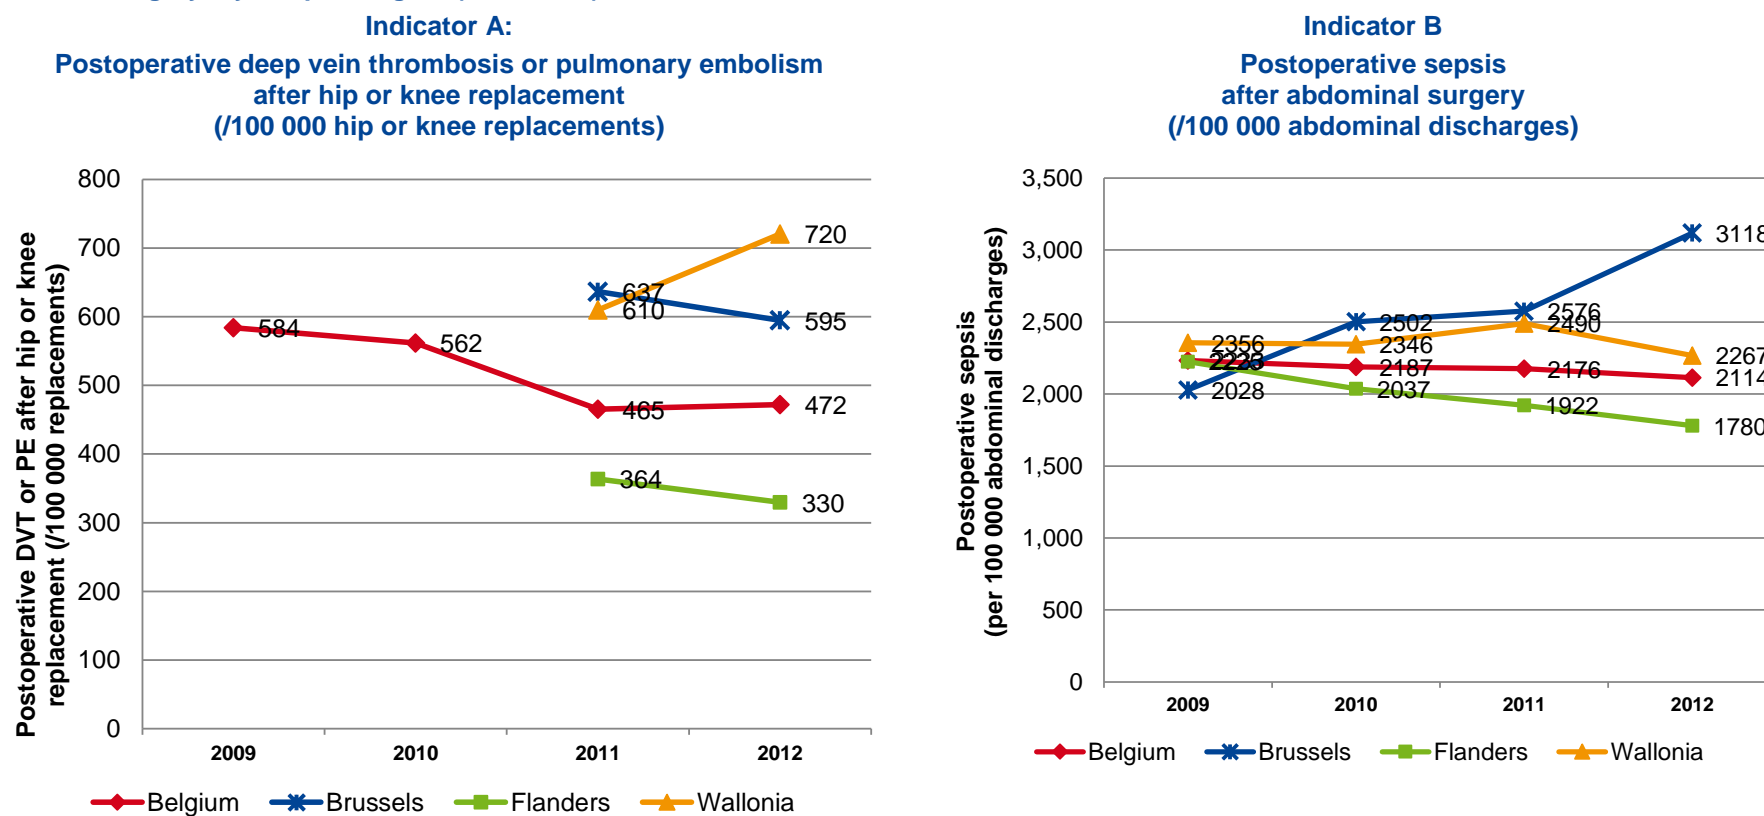 Indicator A:
Postoperative deep vein thrombosis or pulmonary embolism
after hip or knee replacement
(/100 000 hip or knee replacements)
Postoperative DVT or PE after hip or knee
replacement (/100 000 replacements)
800
700
600
500
400
300
200
100
0
584
562
465
472
637
595
610
720
364
330
2009
2010
2011
2012
Belgium
Brussels
Flanders
Wallonia
Indicator B
Postoperative sepsis
after abdominal surgery
(/100 000 abdominal discharges)
Postoperative sepsis
(per 100 000 abdominal discharges)
3,500
3,000
2,500
2,000
1,500
1,000
500
0
2356
2346
2490
2267
2028
2502
2576
3118
2187
2176
2114
2037
1922
1780
2009
2010
2011
2012
Belgium
Brussels
Flanders
Wallonia